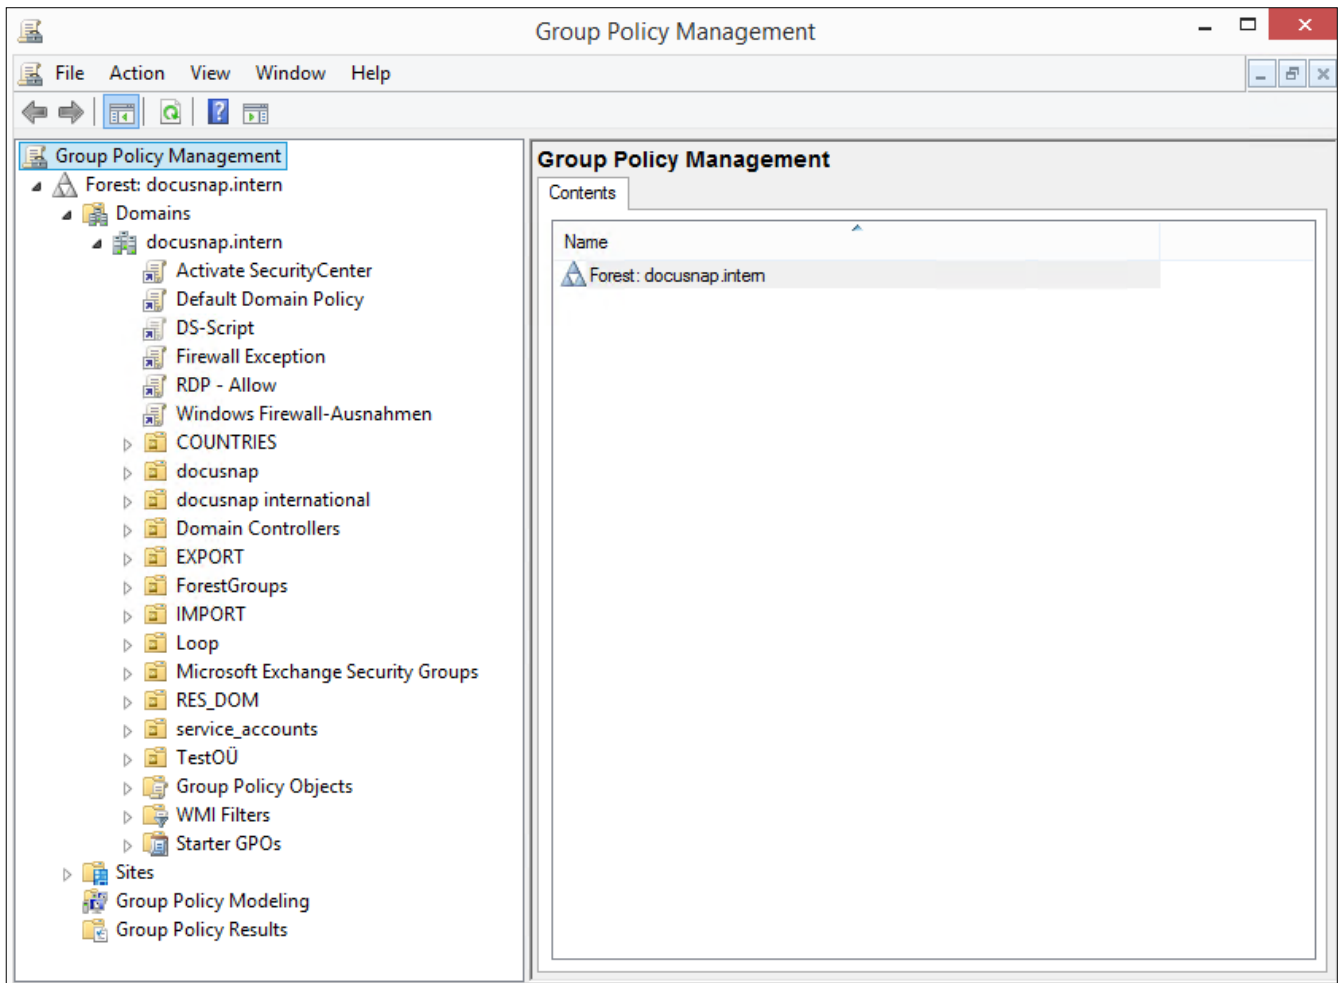 Group Policy Management
File Action View Window Help
Group Policy Management
Forest: docusnap.intern
Domains
docusnap.intern
Activate SecurityCenter
Default Domain Policy
DS-Script
Firewall Exception
RDP - Allow
Windows Firewall-Ausnahmen
COUNTRIES
docusnap
docusnap international
Domain Controllers
EXPORT
ForestGroups
IMPORT
Loop
Microsoft Exchange Security Groups
RES_DOM
service_accounts
TestOÜ
Group Policy Objects
WMI Filters
Starter GPOs
Sites
Group Policy Modeling
Group Policy Results
Group Policy Management
Contents
Name
Forest: docusnap.intern